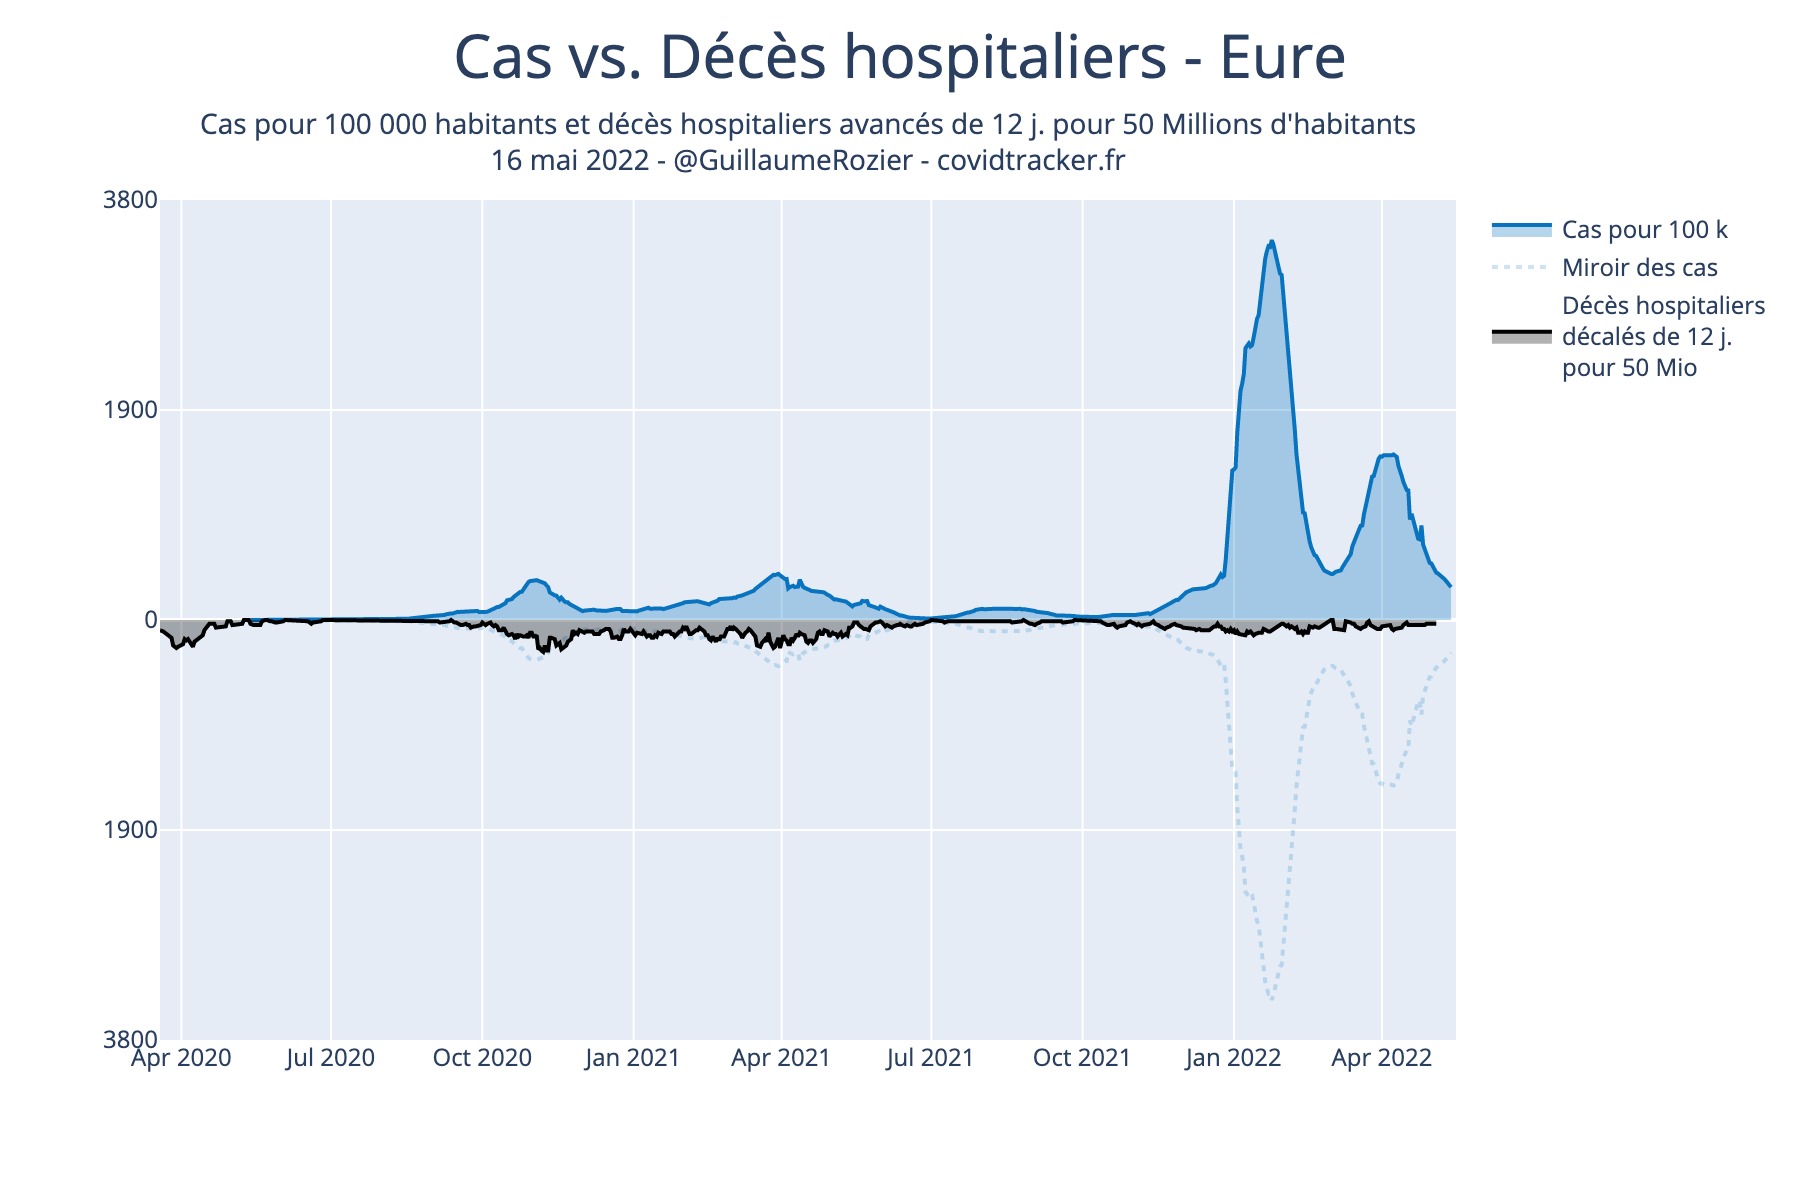 Cas vs. Décès hospitaliers - Eure
Cas pour 100 000 habitants et décès hospitaliers avancés de 12 j. pour 50 Millions d'habitants
16 mai 2022 - @GuillaumeRozier - covidtracker.fr
3800
1900
0
1900
3800
Apr 2020
Jul 2020
Oct 2020
Jan 2021
Apr 2021
Jul 2021
Oct 2021
Jan 2022
Apr 2022
Cas pour 100 k
Miroir des cas
Décès hospitaliers
décalés de 12 j.
pour 50 Mio